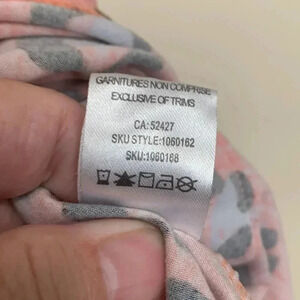 GARNITURES NON COMPRISE
EXCLUSIVE OF TRIMS
CA: 52427
SKU STYLE:1060162
SKU:1060168